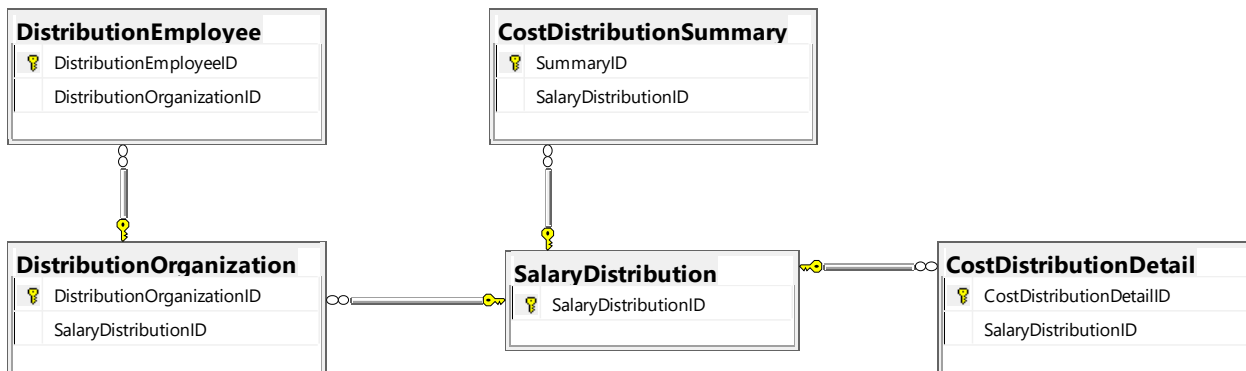 DistributionEmployee
DistributionEmployeeID
DistributionOrganizationID
CostDistributionSummary
SummaryID
SalaryDistributionID
DistributionOrganization
DistributionOrganizationID
SalaryDistributionID
SalaryDistribution
SalaryDistributionID
CostDistributionDetail
CostDistributionDetailID
SalaryDistributionID